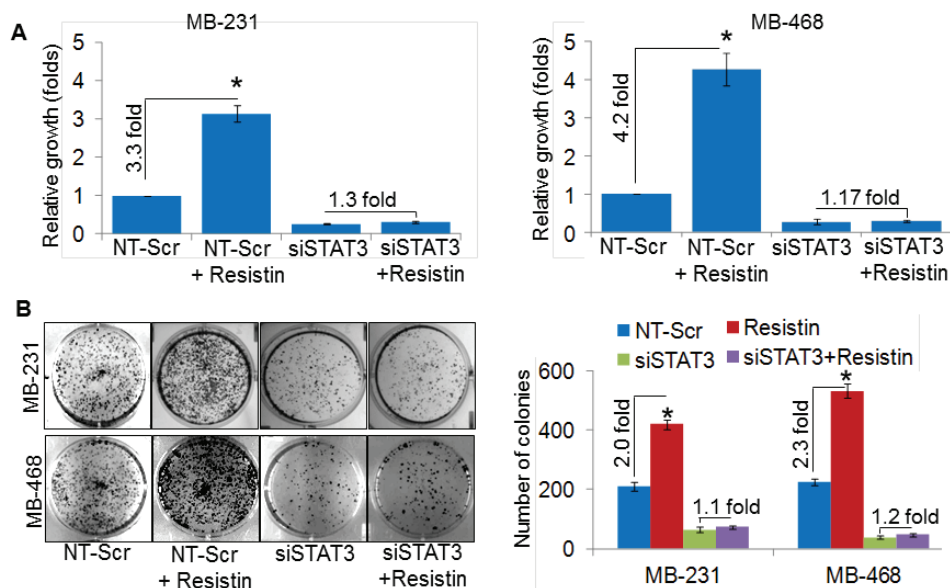 A
MB-231
Relative growth (folds)
5
4
3
2
1
0
3.3 fold
*
1.3 fold
NT-Scr
NT-Scr
+ Resistin
siSTAT3
siSTAT3
+Resistin
MB-468
Relative growth (folds)
5
4
3
2
1
0
4.2 fold
*
1.17 fold
NT-Scr
NT-Scr
+ Resistin
siSTAT3
siSTAT3
+Resistin
B
MB-231
MB-468
NT-Scr
NT-Scr
+ Resistin
siSTAT3
siSTAT3
+Resistin
NT-Scr
Resistin
siSTAT3
siSTAT3+Resistin
Number of colonies
600
400
200
0
2.0 fold
*
1.1 fold
2.3 fold
*
1.2 fold
MB-231
MB-468